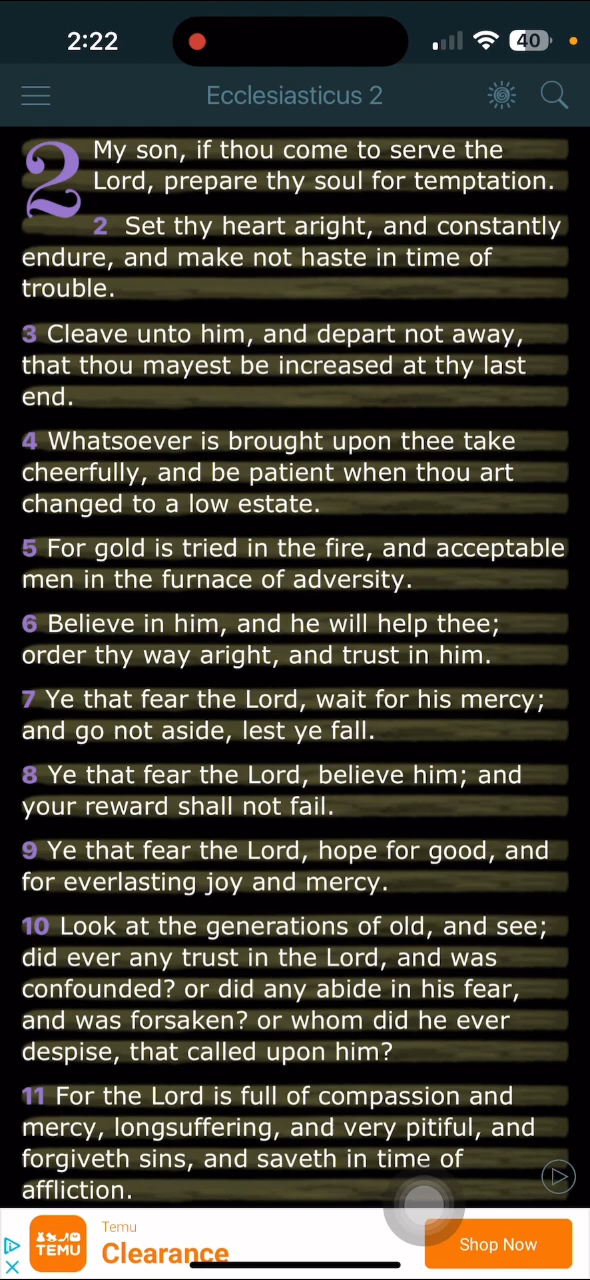 2:22
40
Ecclesiasticus 2
2 My son, if thou come to serve the
Lord, prepare thy soul for temptation.
2 Set thy heart aright, and constantly
endure, and make not haste in time of
trouble.
3 Cleave unto him, and depart not away,
that thou mayest be increased at thy last
end.
4 Whatsoever is brought upon thee take
cheerfully, and be patient when thou art
changed to a low estate.
5 For gold is tried in the fire, and acceptable
men in the furnace of adversity.
6 Believe in him, and he will help thee;
order thy way aright, and trust in him.
7 Ye that fear the Lord, wait for his mercy;
and go not aside, lest ye fall.
8 Ye that fear the Lord, believe him; and
your reward shall not fail.
9 Ye that fear the Lord, hope for good, and
for everlasting joy and mercy.
10 Look at the generations of old, and see;
did ever any trust in the Lord, and was
confounded? or did any abide in his fear,
and was forsaken? or whom did he ever
despise, that called upon him?
11 For the Lord is full of compassion and
mercy, longsuffering, and very pitiful, and
forgiveth sins, and saveth in time of
affliction.
TEMU
Temu
Clearance
Shop Now